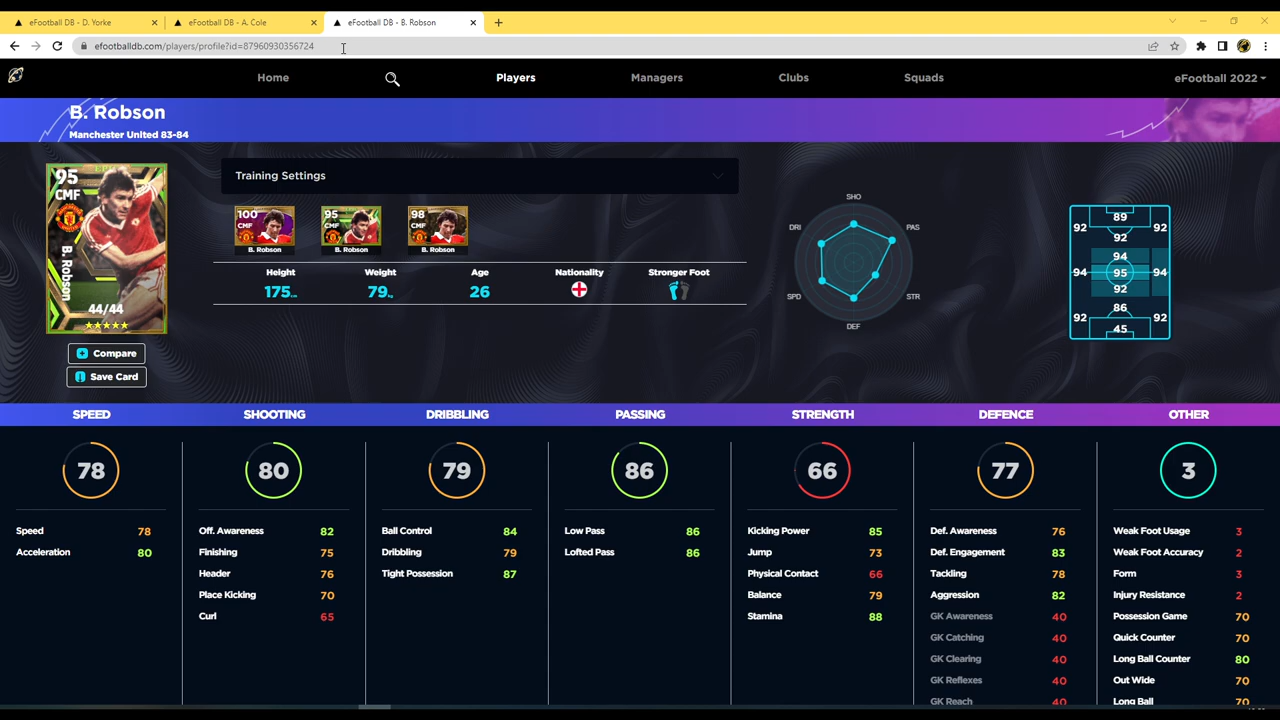 eFootball DB - D. Yorke
eFootball DB - A. Cole
eFootball DB - B. Robson
efootballdb.com/players/profile?id=87960930356724
Home
Players
Managers
Clubs
Squads
eFootball 2022
B. Robson
Manchester United 83-84
95
CMF
B. Robson
44/44
★★★★★
Compare
Save Card
Training Settings
100
CMF
B. Robson
95
CMF
B. Robson
98
CMF
B. Robson
Height
175cm
Weight
79kg
Age
26
Nationality
Stronger Foot
SHO
PAS
STR
DEF
SPD
DRI
89
92 92
92
94
94 95 94
92
86
92 92
45
SPEED
78
Speed 78
Acceleration 80
SHOOTING
80
Off. Awareness 82
Finishing 75
Header 76
Place Kicking 70
Curl 65
DRIBBLING
79
Ball Control 84
Dribbling 79
Tight Possession 87
PASSING
86
Low Pass 86
Lofted Pass 86
STRENGTH
66
Kicking Power 85
Jump 73
Physical Contact 66
Balance 79
Stamina 88
DEFENCE
77
Def. Awareness 76
Def. Engagement 83
Tackling 78
Aggression 82
GK Awareness 40
GK Catching 40
GK Clearing 40
GK Reflexes 40
GK Reach 40
OTHER
3
Weak Foot Usage 3
Weak Foot Accuracy 2
Form 3
Injury Resistance 2
Possession Game 70
Quick Counter 70
Long Ball Counter 80
Out Wide 70
Long Ball 70